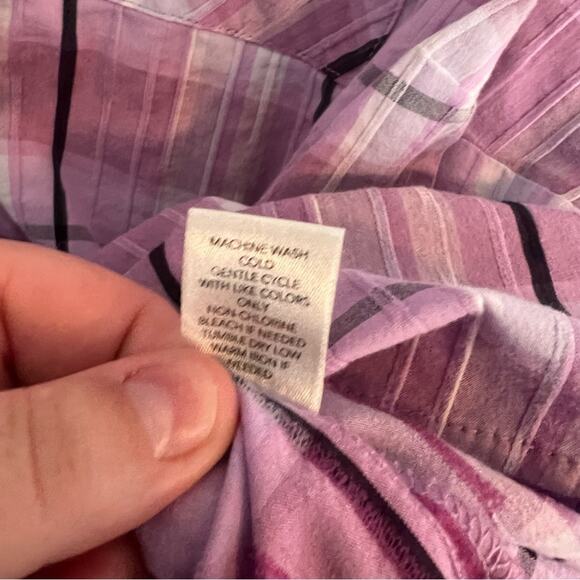 MACHINE WASH
COLD
GENTLE CYCLE
WITH LIKE COLORS
ONLY
NON-CHLORINE
BLEACH IF NEEDED
TUMBLE DRY LOW
WARM IRON IF
NEEDED